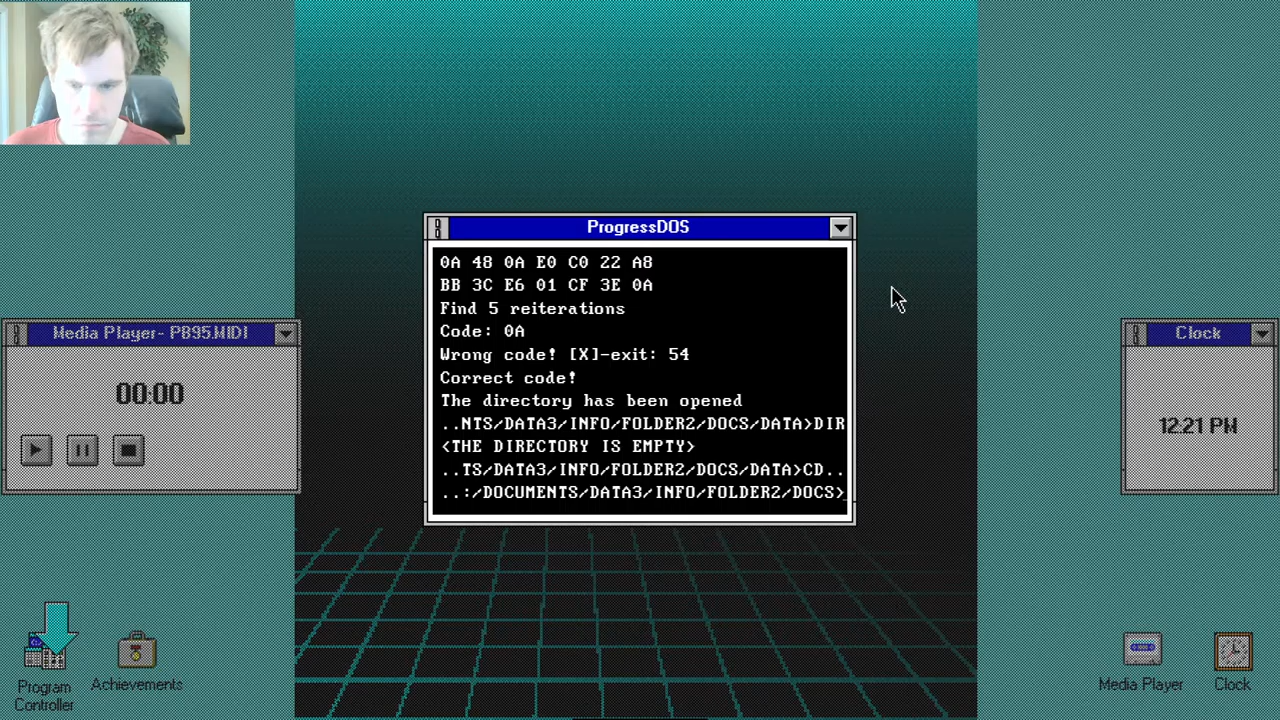 ProgressDOS
0A 48 0A E0 C0 22 A8
BB 3C E6 01 CF 3E 0A
Find 5 reiterations
Code: 0A
Wrong code! [X]-exit: 54
Correct code!
The directory has been opened
..NTS/DATA3/INFO/FOLDER2/DOCS/DATA>DIR
<THE DIRECTORY IS EMPTY>
..TS/DATA3/INFO/FOLDER2/DOCS/DATA>CD..
..:/DOCUMENTS/DATA3/INFO/FOLDER2/DOCS>_
Media Player- PB95.MIDI
00:00
Clock
12:21 PM
Program
Controller
Achievements
Media Player
Clock